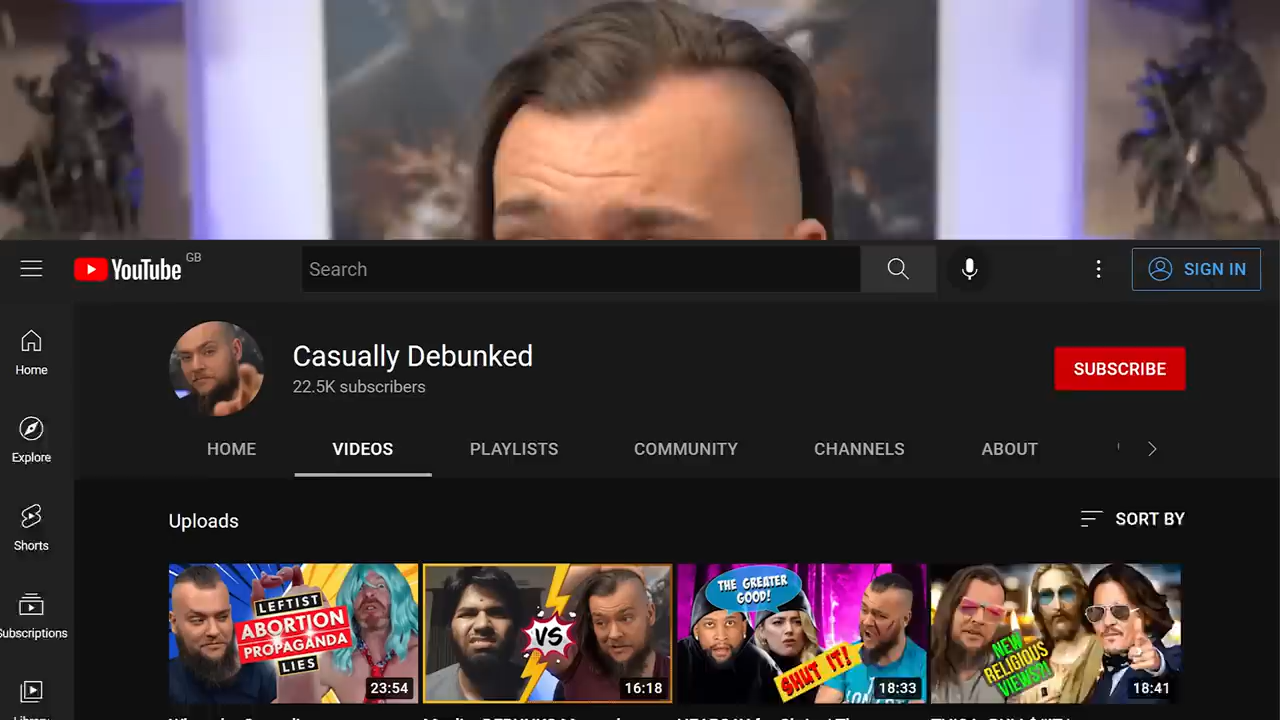 YouTube GB
Search
SIGN IN
Home
Explore
Shorts
Subscriptions
Casually Debunked
22.5K subscribers
SUBSCRIBE
HOME VIDEOS PLAYLISTS COMMUNITY CHANNELS ABOUT
Uploads
SORT BY
LEFTIST
ABORTION
PROPAGANDA
LIES
23:54
VS
16:18
THE GREATER
GOOD!
SHUT IT!
18:33
NEW
RELIGIOUS
VIEWS?!
18:41